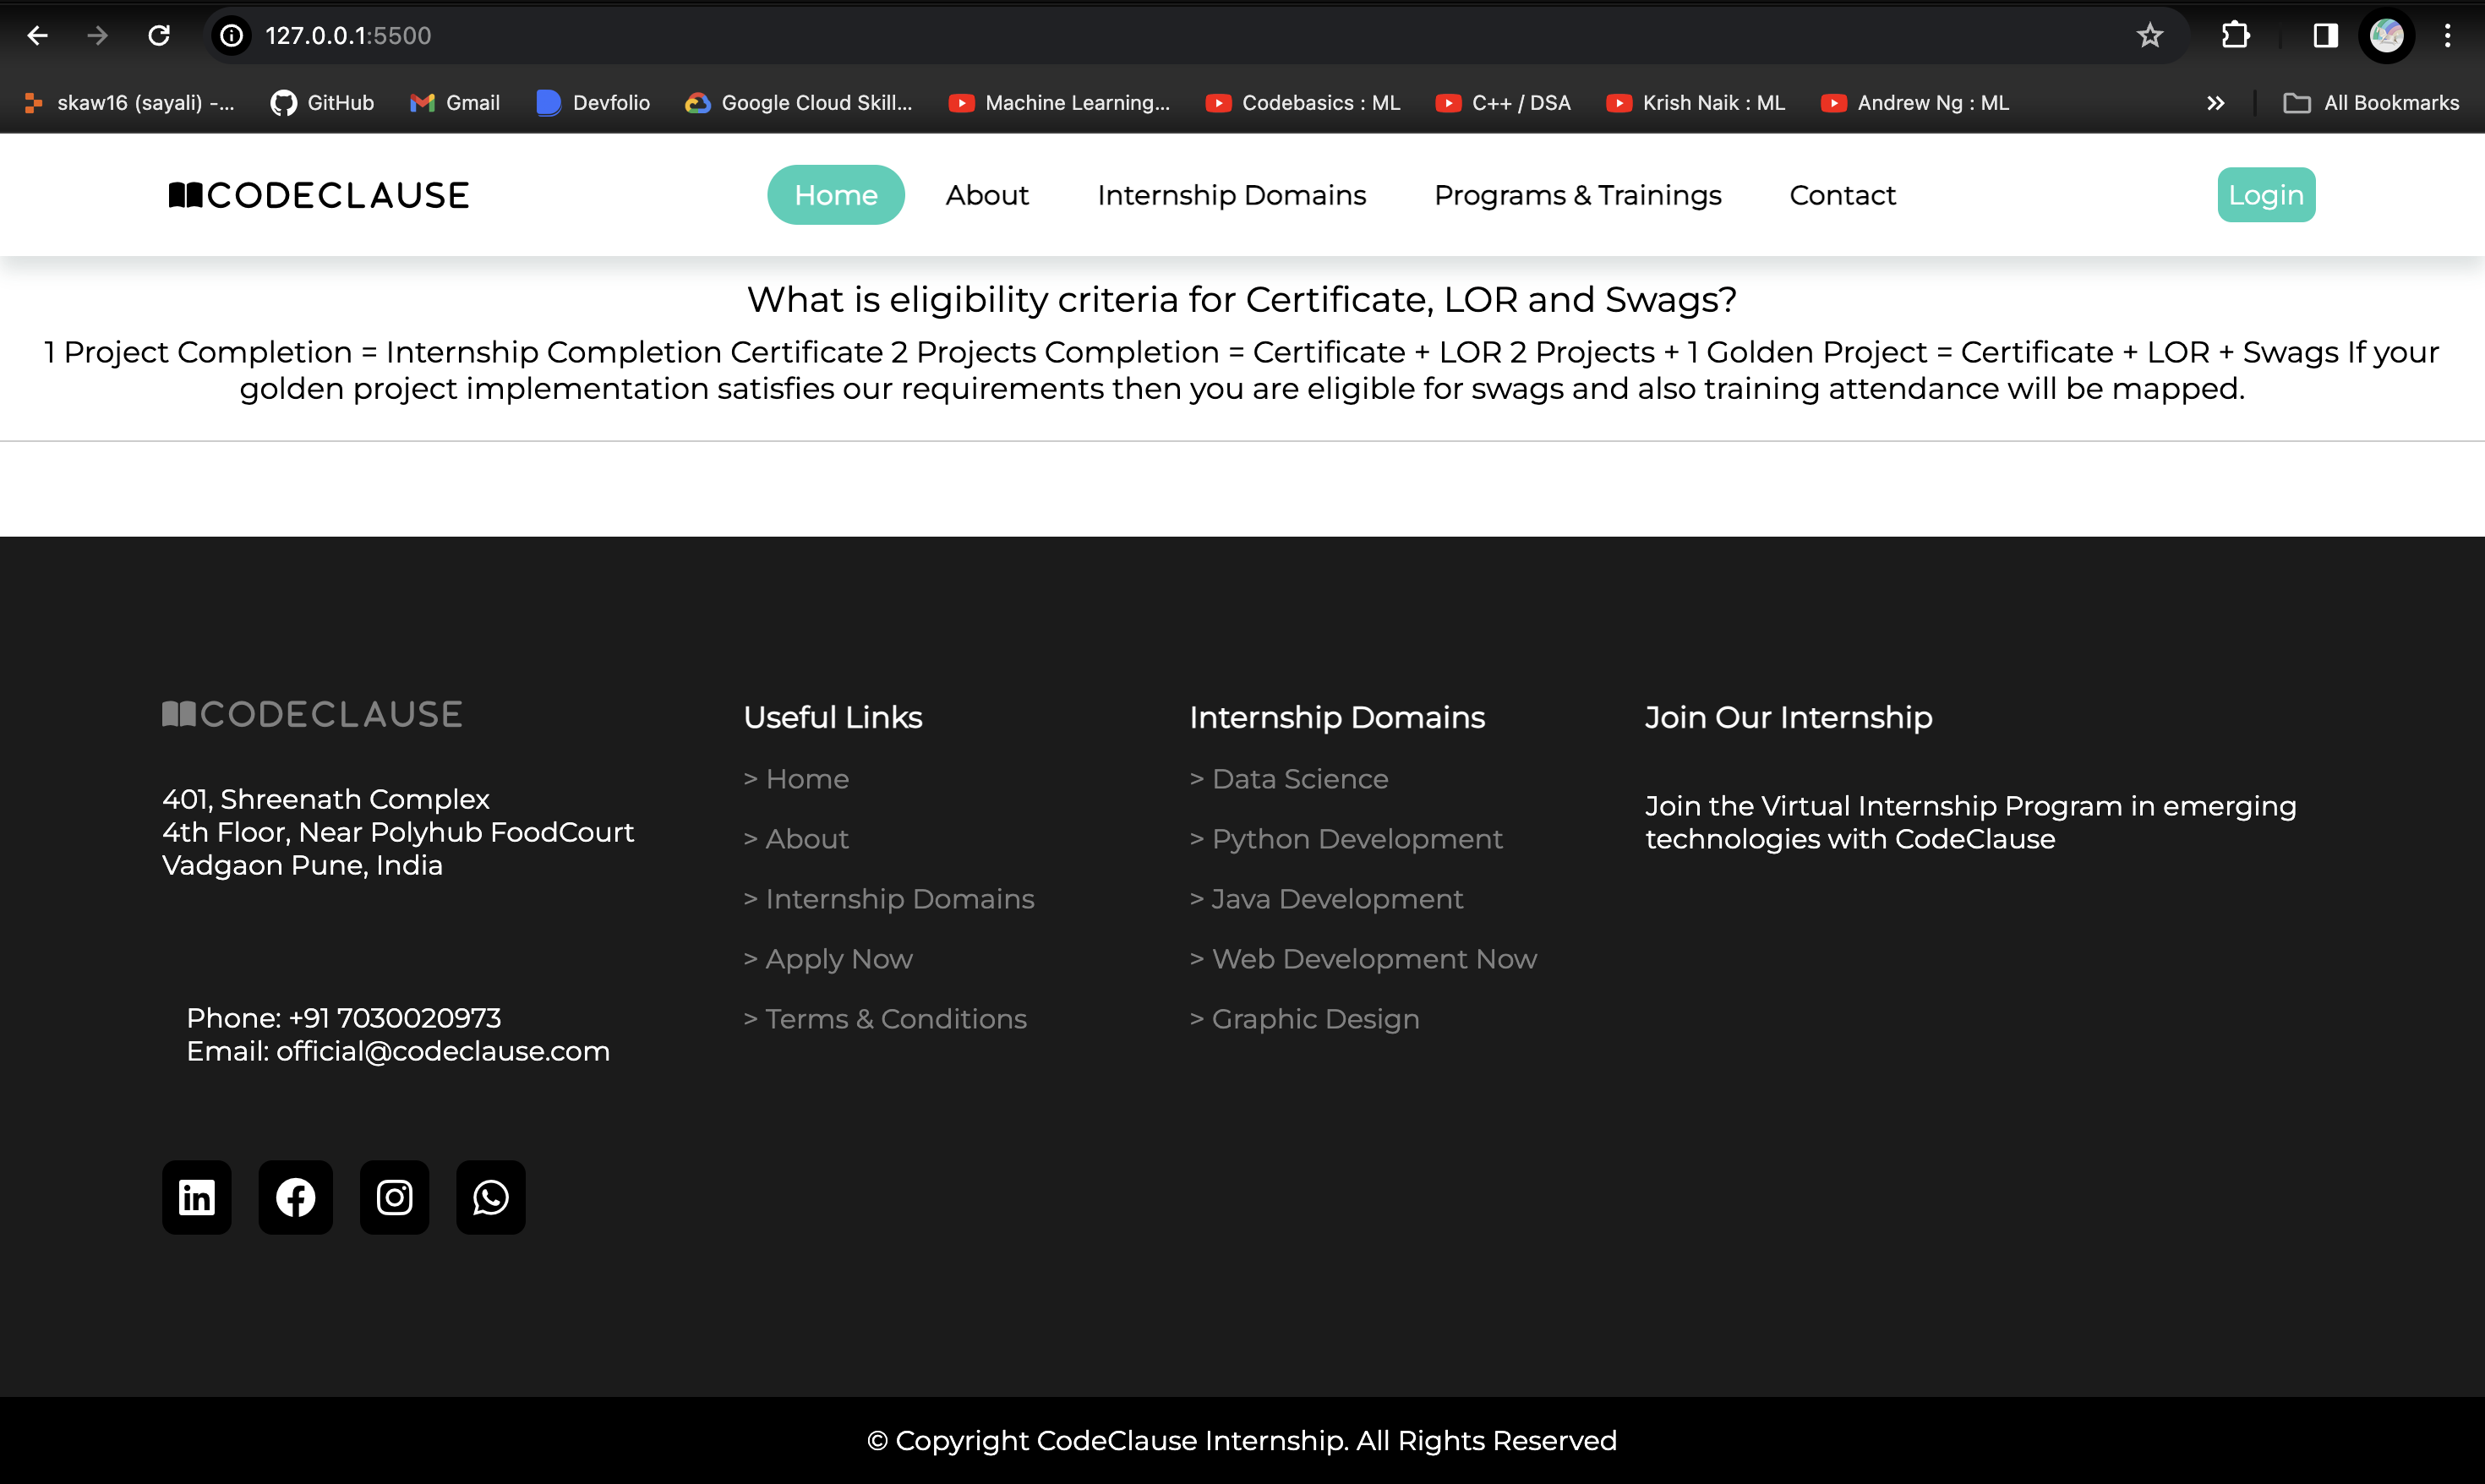 127.0.0.1:5500
skaw16 (sayali) -... GitHub Gmail Devfolio Google Cloud Skill... Machine Learning... Codebasics : ML C++ / DSA Krish Naik : ML Andrew Ng : ML All Bookmarks
CODECLAUSE Home About Internship Domains Programs & Trainings Contact Login
What is eligibility criteria for Certificate, LOR and Swags?
1 Project Completion = Internship Completion Certificate 2 Projects Completion = Certificate + LOR 2 Projects + 1 Golden Project = Certificate + LOR + Swags If your
golden project implementation satisfies our requirements then you are eligible for swags and also training attendance will be mapped.
CODECLAUSE
401, Shreenath Complex
4th Floor, Near Polyhub FoodCourt
Vadgaon Pune, India
Phone: +91 7030020973
Email: official@codeclause.com
Useful Links
> Home
> About
> Internship Domains
> Apply Now
> Terms & Conditions
Internship Domains
> Data Science
> Python Development
> Java Development
> Web Development Now
> Graphic Design
Join Our Internship
Join the Virtual Internship Program in emerging
technologies with CodeClause
© Copyright CodeClause Internship. All Rights Reserved